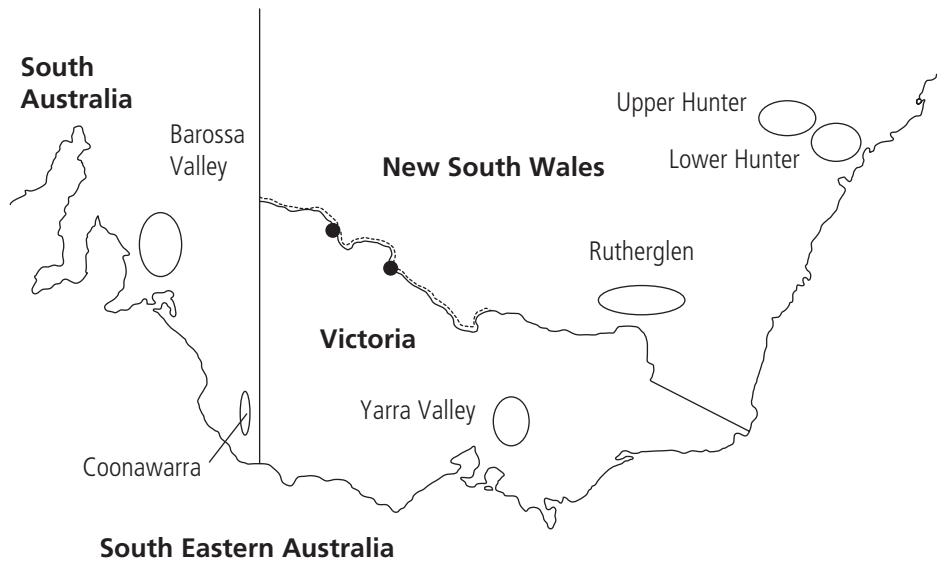 South
Australia
Barossa
Valley
Upper Hunter
Lower Hunter
New South Wales
Rutherglen
Victoria
Yarra Valley
Coonawarra
South Eastern Australia